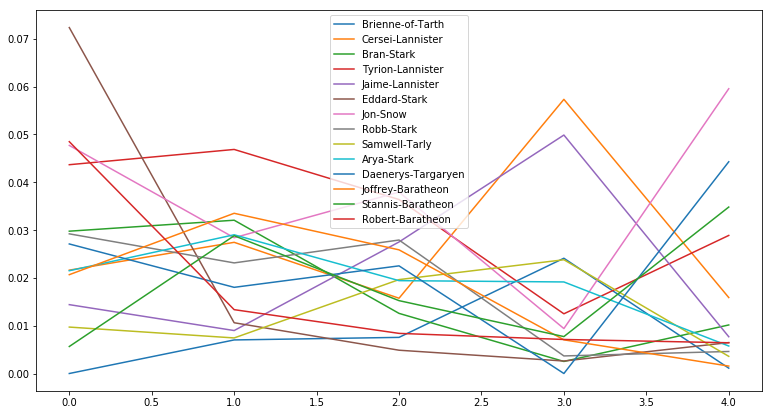 Brienne-of-Tarth
Cersei-Lannister
Bran-Stark
Tyrion-Lannister
Jaime-Lannister
Eddard-Stark
Jon-Snow
Robb-Stark
Samwell-Tarly
Arya-Stark
Daenerys-Targaryen
Joffrey-Baratheon
Stannis-Baratheon
Robert-Baratheon
0.07
0.06
0.05
0.04
0.03
0.02
0.01
0.00
0.0 0.5 1.0 1.5 2.0 2.5 3.0 3.5 4.0